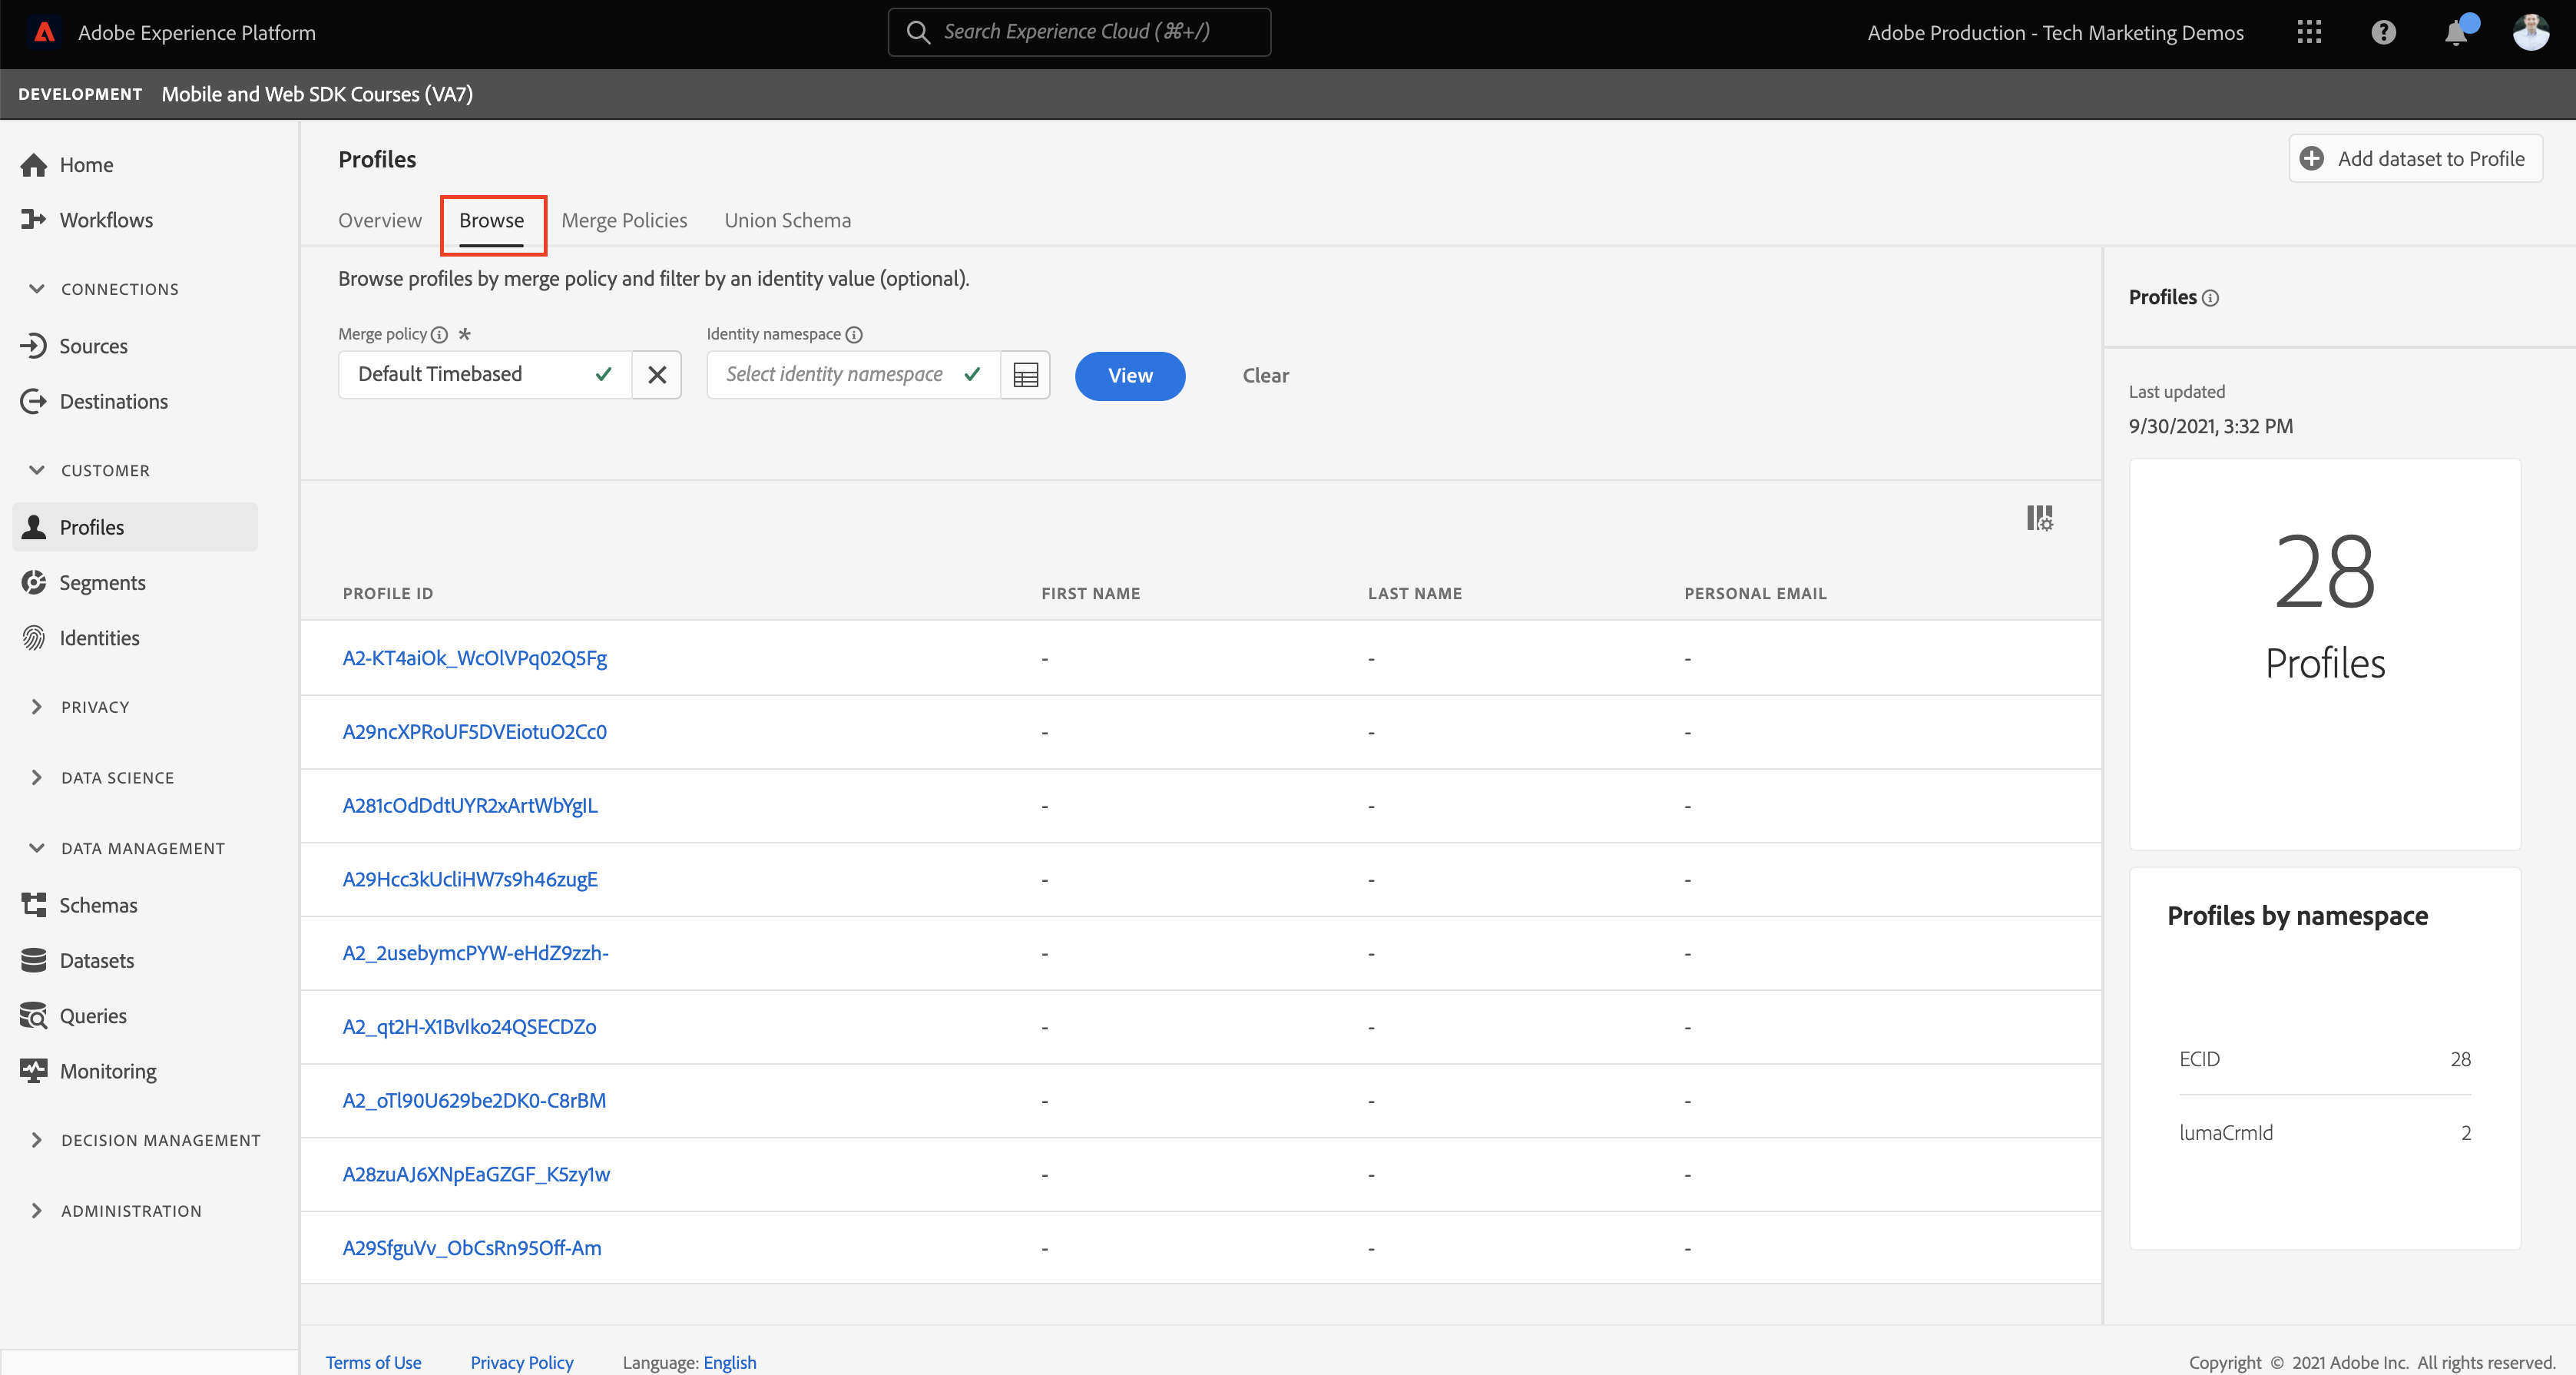 Adobe Experience Platform
Search Experience Cloud (⌘+/)
Adobe Production - Tech Marketing Demos
DEVELOPMENT Mobile and Web SDK Courses (VA7)
Home
Workflows
CONNECTIONS
Sources
Destinations
CUSTOMER
Profiles
Segments
Identities
PRIVACY
DATA SCIENCE
DATA MANAGEMENT
Schemas
Datasets
Queries
Monitoring
DECISION MANAGEMENT
ADMINISTRATION
Profiles
Add dataset to Profile
Overview Browse Merge Policies Union Schema
Browse profiles by merge policy and filter by an identity value (optional).
Merge policy * Identity namespace
Default Timebased Select identity namespace View Clear
PROFILE ID FIRST NAME LAST NAME PERSONAL EMAIL
A2-KT4aiOk_WcOlVPq02Q5Fg - - -
A29ncXPRoUF5DVEiotuO2Cc0 - - -
A281cOdDdtUYR2xArtWbYgIL - - -
A29Hcc3kUcliHW7s9h46zugE - - -
A2_2usebymcPYW-eHdZ9zzh- - - -
A2_qt2H-X1BvIko24QSECDZo - - -
A2_oTl90U629be2DK0-C8rBM - - -
A28zuAJ6XNpEaGZGF_K5zy1w - - -
A29SfguVv_ObCsRn95Off-Am - - -
Profiles
Last updated
9/30/2021, 3:32 PM
28
Profiles
Profiles by namespace
ECID 28
lumaCrmId 2
Terms of Use Privacy Policy Language: English
Copyright © 2021 Adobe Inc. All rights reserved.